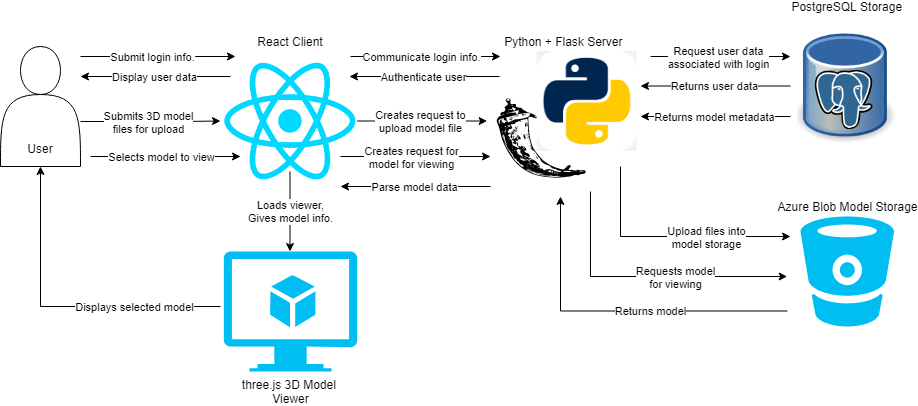 PostgreSQL Storage
React Client
Python + Flask Server
Submit login info.
Communicate login info.
Request user data
associated with login
Display user data
Authenticate user
Returns user data
Submits 3D model
files for upload
Creates request to
upload model file
Returns model metadata
User
Selects model to view
Creates request for
model for viewing
Parse model data
Loads viewer,
Gives model info.
Azure Blob Model Storage
Upload files into
model storage
Requests model
for viewing
Displays selected model
Returns model
three.js 3D Model
Viewer